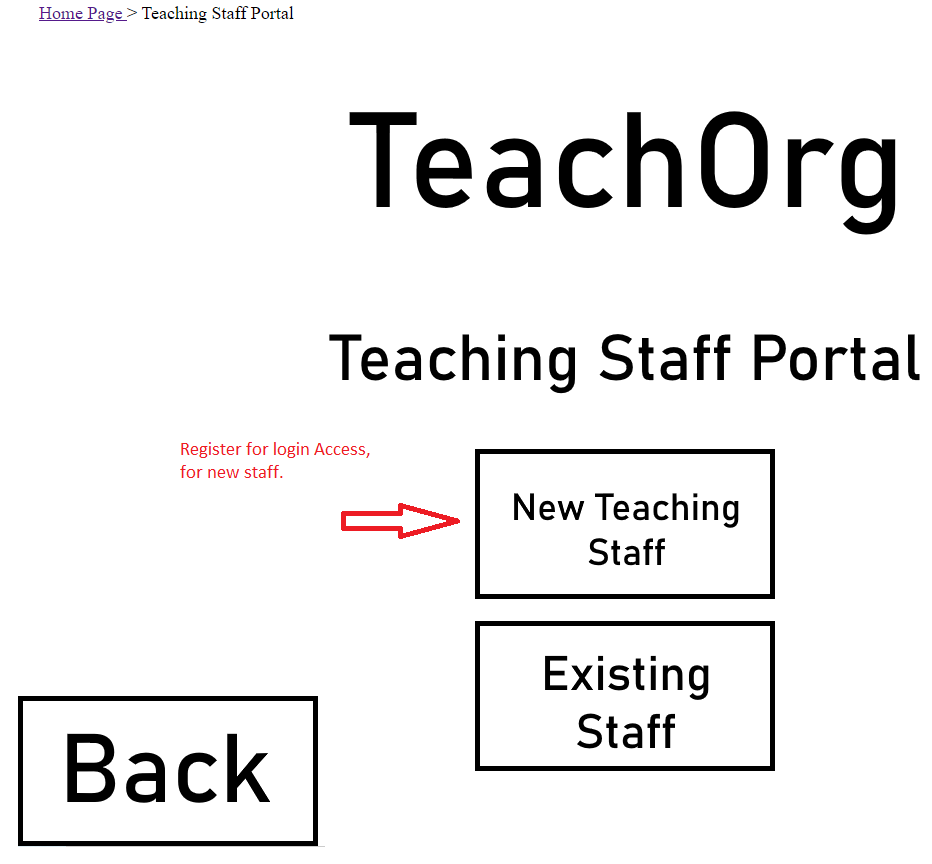 Home Page > Teaching Staff Portal
TeachOrg
Teaching Staff Portal
Register for login Access,
for new staff.
New Teaching
Staff
Existing
Staff
Back